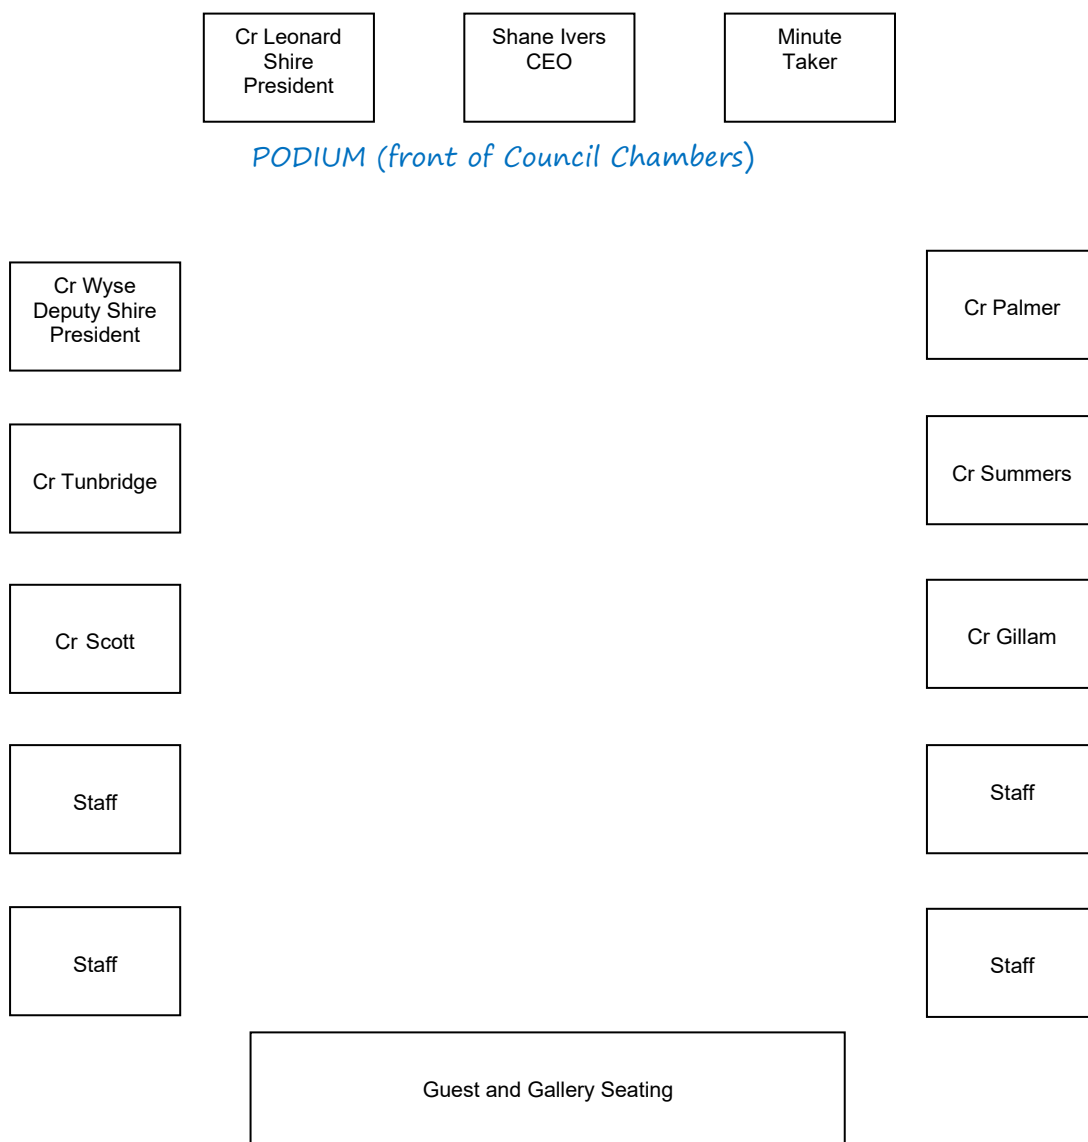 Cr Leonard
Shire
President
Shane Ivers
CEO
Minute
Taker
PODIUM (front of Council Chambers)
Cr Wyse
Deputy Shire
President
Cr Palmer
Cr Tunbridge
Cr Summers
Cr Scott
Cr Gillam
Staff
Staff
Staff
Staff
Guest and Gallery Seating